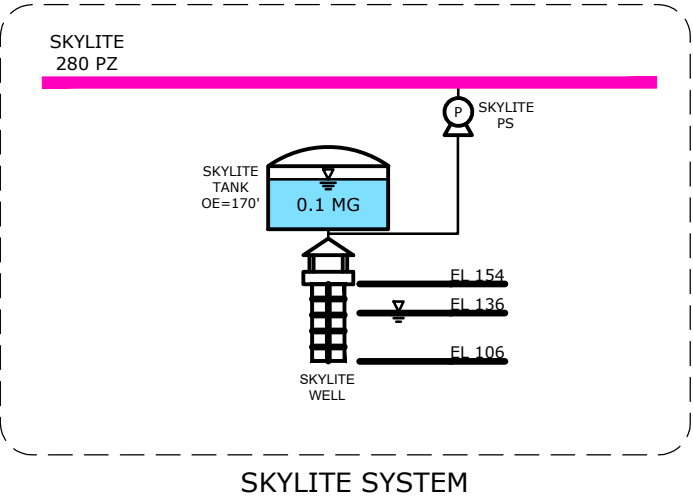 SKYLITE
280 PZ
P
SKYLITE
PS
SKYLITE
TANK
OE=170'
0.1 MG
EL 154
EL 136
EL 106
SKYLITE
WELL
SKYLITE SYSTEM